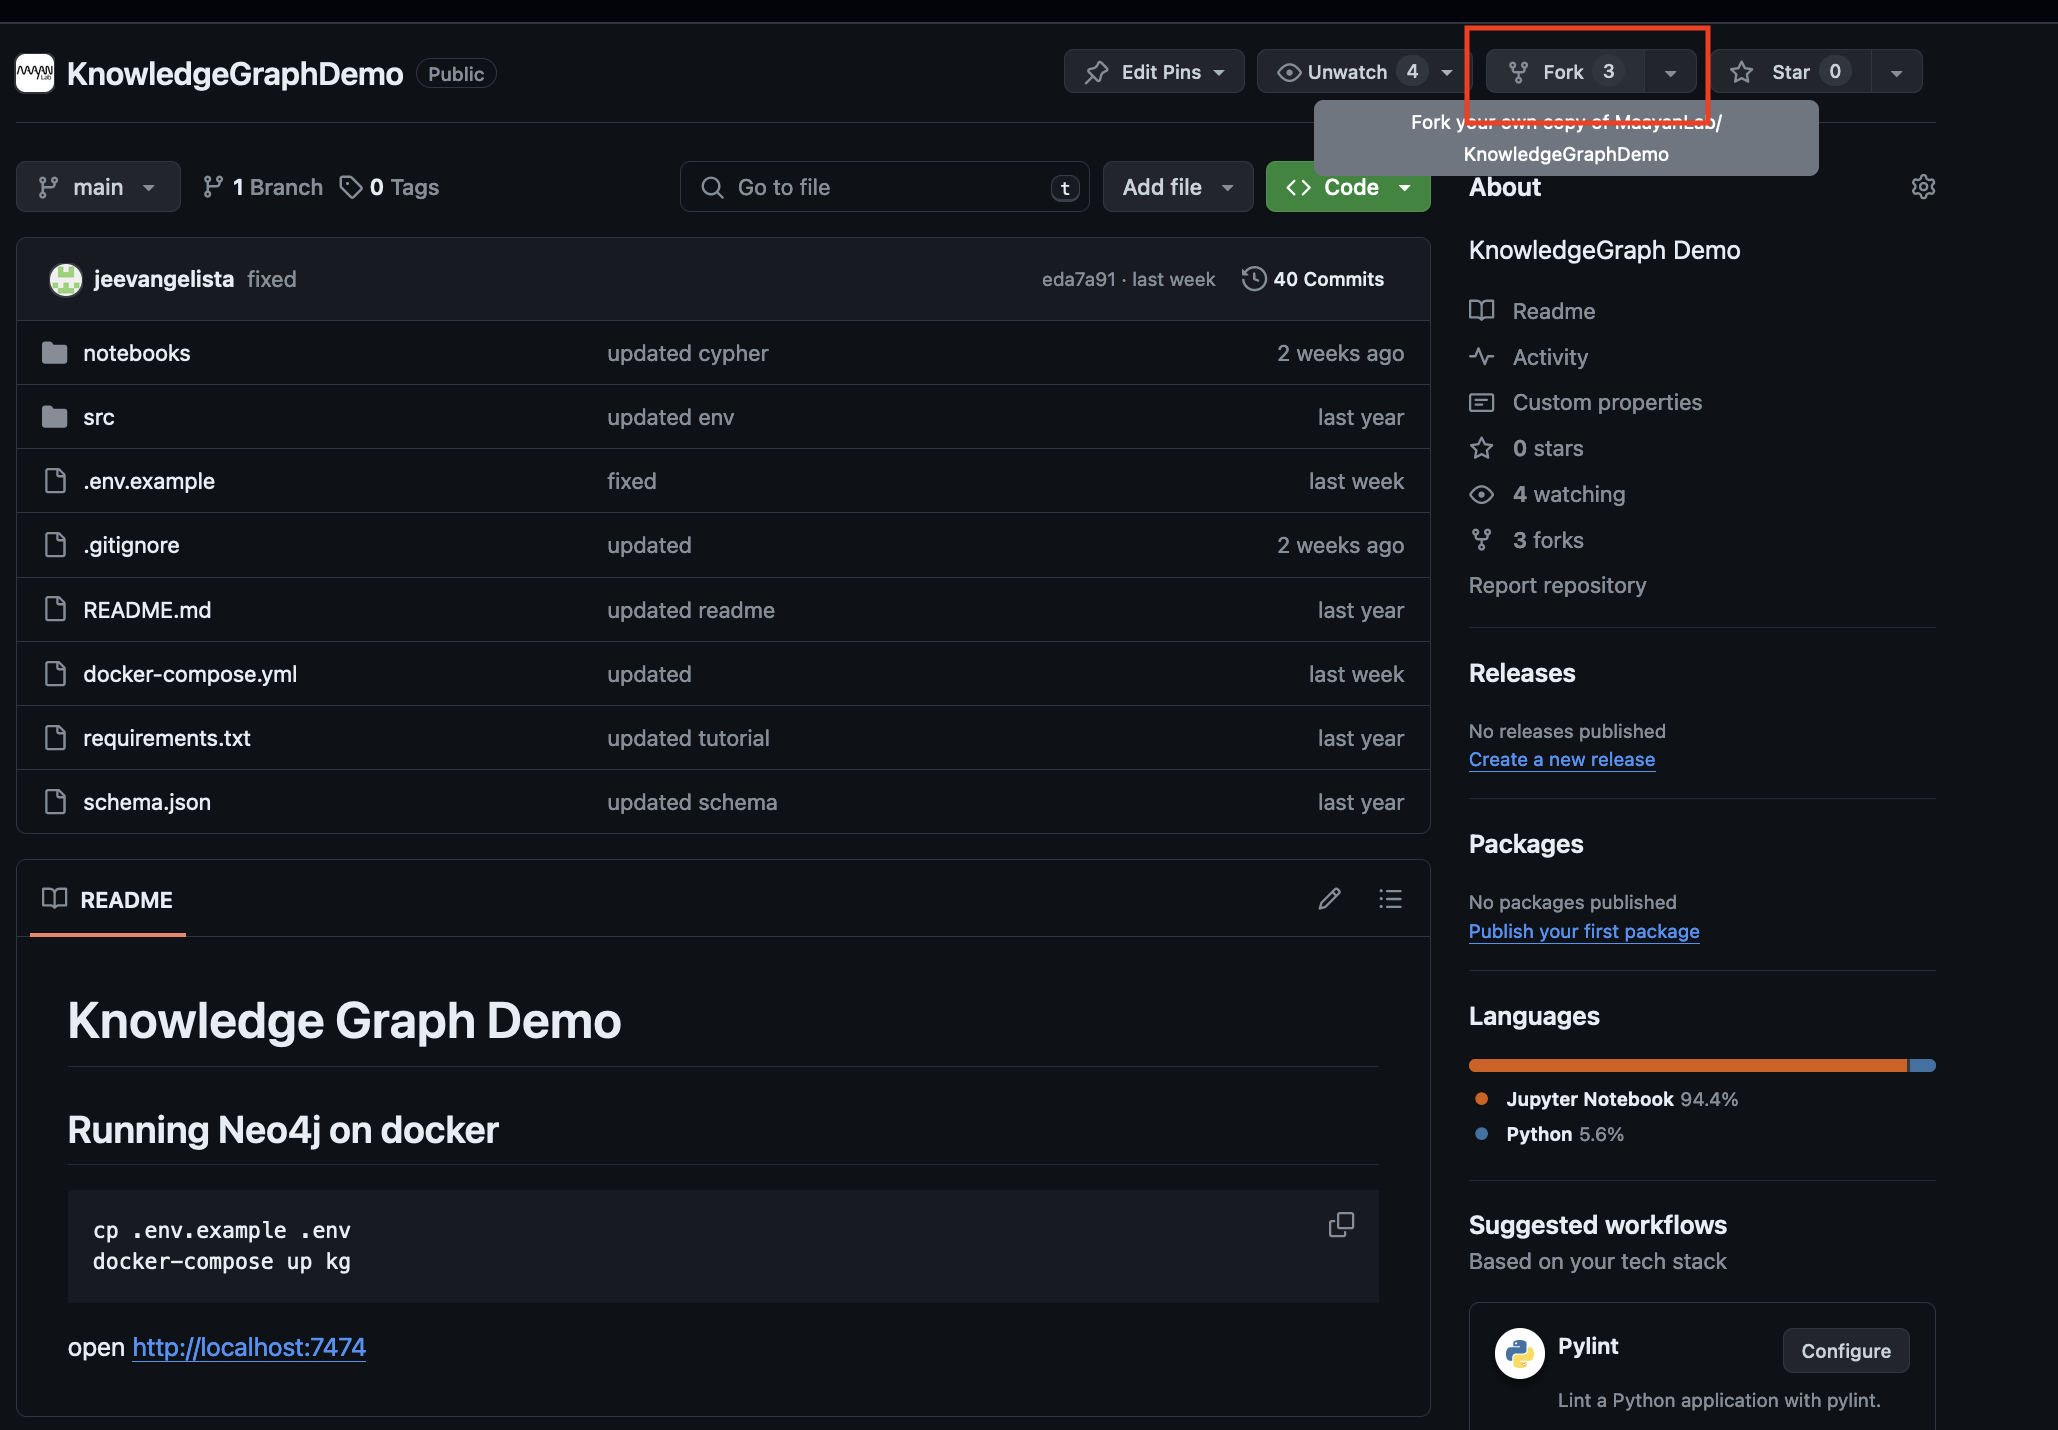 KnowledgeGraphDemo Public
Edit Pins Unwatch 4 Fork 3 Star 0
Fork your own copy of MaayanLab/
KnowledgeGraphDemo
main 1 Branch 0 Tags Go to file t Add file Code
jeevangelista fixed eda7a91 · last week 40 Commits
notebooks updated cypher 2 weeks ago
src updated env last year
.env.example fixed last week
.gitignore updated 2 weeks ago
README.md updated readme last year
docker-compose.yml updated last week
requirements.txt updated tutorial last year
schema.json updated schema last year
README
Knowledge Graph Demo
Running Neo4j on docker
cp .env.example .env
docker-compose up kg
open http://localhost:7474
About
KnowledgeGraph Demo
Readme
Activity
Custom properties
0 stars
4 watching
3 forks
Report repository
Releases
No releases published
Create a new release
Packages
No packages published
Publish your first package
Languages
Jupyter Notebook 94.4%
Python 5.6%
Suggested workflows
Based on your tech stack
Pylint
Configure
Lint a Python application with pylint.